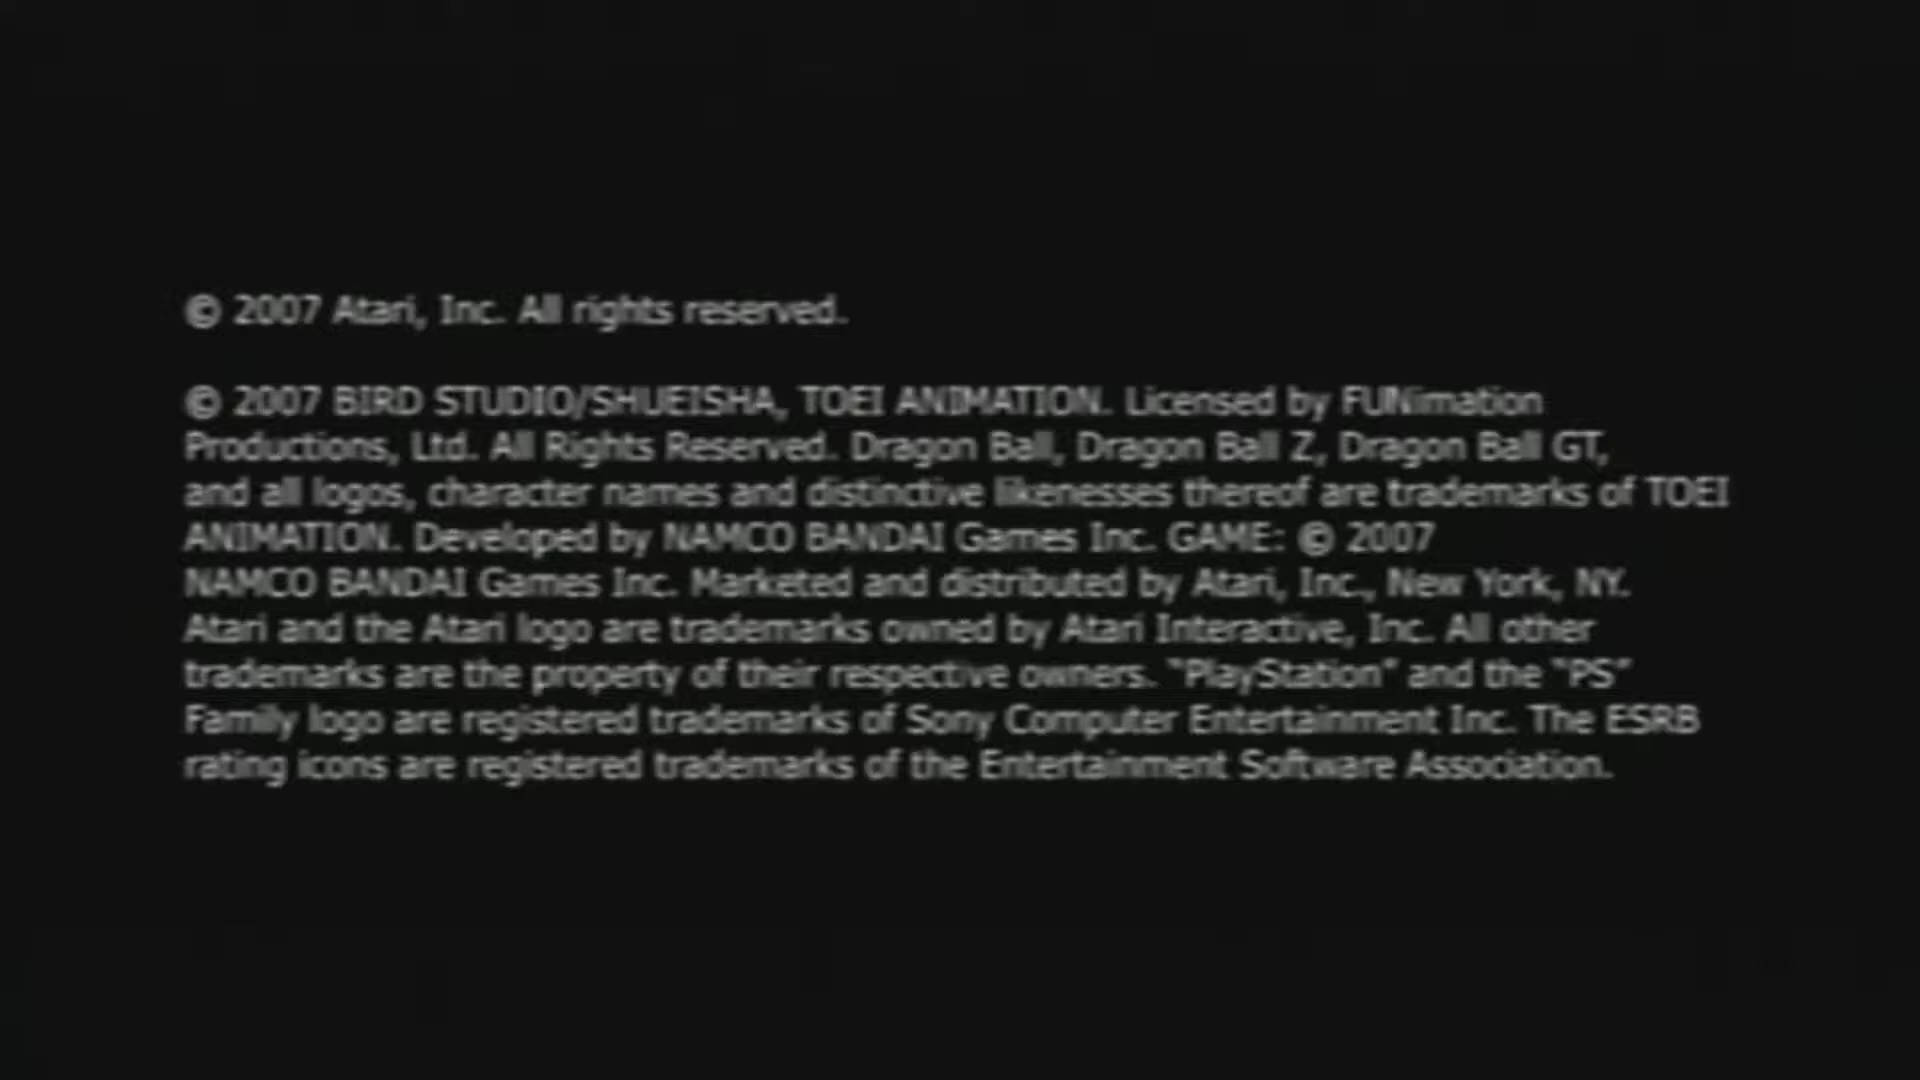 © 2007 Atari, Inc. All rights reserved.
© 2007 BIRD STUDIO/SHUEISHA, TOEI ANIMATION. Licensed by FUNimation
Productions, Ltd. All Rights Reserved. Dragon Ball, Dragon Ball Z, Dragon Ball GT,
and all logos, character names and distinctive likenesses thereof are trademarks of TOEI
ANIMATION. Developed by NAMCO BANDAI Games Inc. GAME: © 2007
NAMCO BANDAI Games Inc. Marketed and distributed by Atari, Inc., New York, NY.
Atari and the Atari logo are trademarks owned by Atari Interactive, Inc. All other
trademarks are the property of their respective owners. "PlayStation" and the "PS"
Family logo are registered trademarks of Sony Computer Entertainment Inc. The ESRB
rating icons are registered trademarks of the Entertainment Software Association.